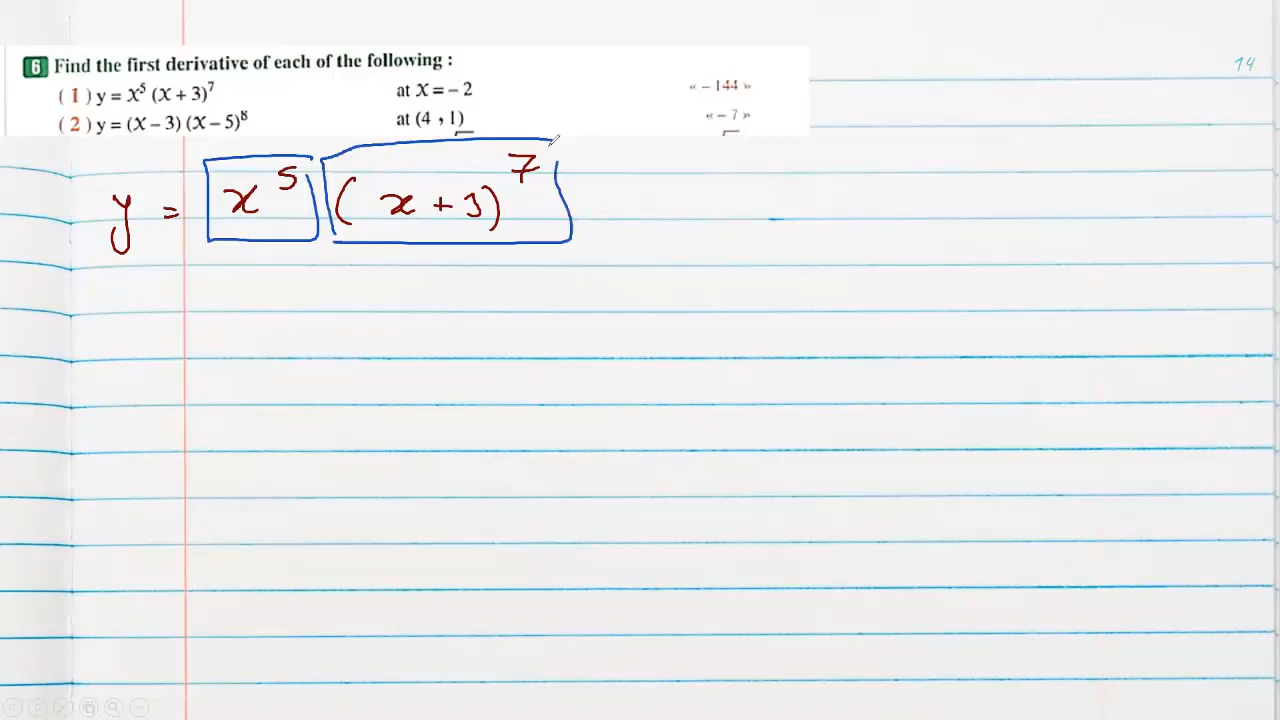 14
6 Find the first derivative of each of the following :
(1) y = X⁵ (X + 3)⁷ at X = – 2 « – 144 »
(2) y = (X – 3) (X – 5)⁸ at (4 , 1) « – 7 »
y = x⁵ (x + 3)⁷